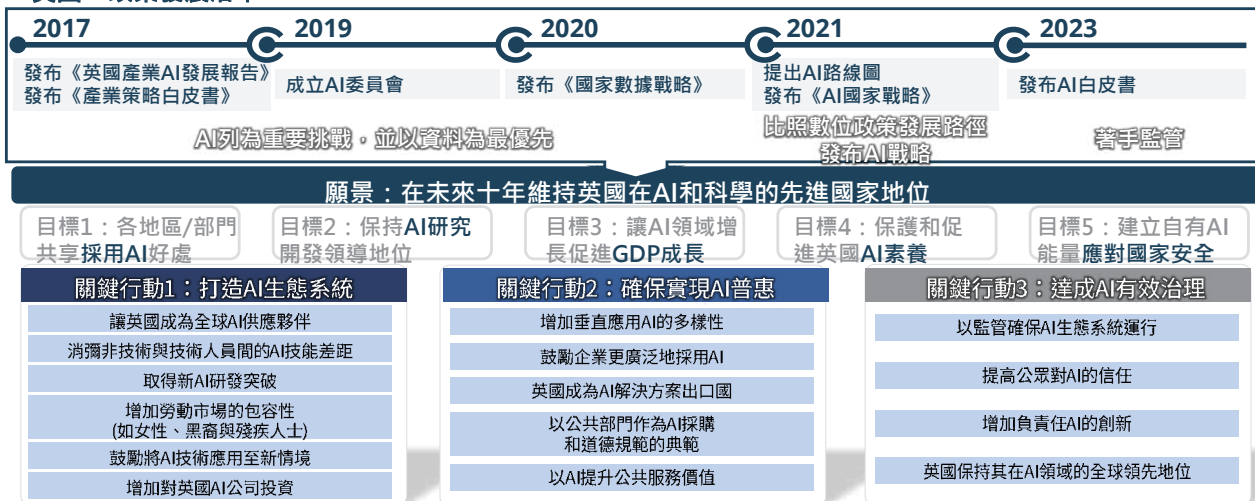 2017
2019
2020
2021
2023
發布《英國產業AI發展報告》
發布《產業策略白皮書》
成立AI委員會
發布《國家數據戰略》
提出AI路線圖
發布《AI國家戰略》
發布AI白皮書
AI列為重要挑戰，並以資料為最優先
比照數位政策發展路徑
發布AI戰略
著手監管
願景：在未來十年維持英國在AI和科學的先進國家地位
目標1：各地區/部門
共享採用AI好處
目標2：保持AI研究
開發領導地位
目標3：讓AI領域增
長促進GDP成長
目標4：保護和促
進英國AI素養
目標5：建立自有AI
能量應對國家安全
關鍵行動1：打造AI生態系統
讓英國成為全球AI供應夥伴
消彌非技術與技術人員間的AI技能差距
取得新AI研發突破
增加勞動市場的包容性
(如女性、黑裔與殘疾人士)
鼓勵將AI技術應用至新情境
增加對英國AI公司投資
關鍵行動2：確保實現AI普惠
增加垂直應用AI的多樣性
鼓勵企業更廣泛地採用AI
英國成為AI解決方案出口國
以公共部門作為AI採購
和道德規範的典範
以AI提升公共服務價值
關鍵行動3：達成AI有效治理
以監管確保AI生態系統運行
提高公眾對AI的信任
增加負責任AI的創新
英國保持其在AI領域的全球領先地位